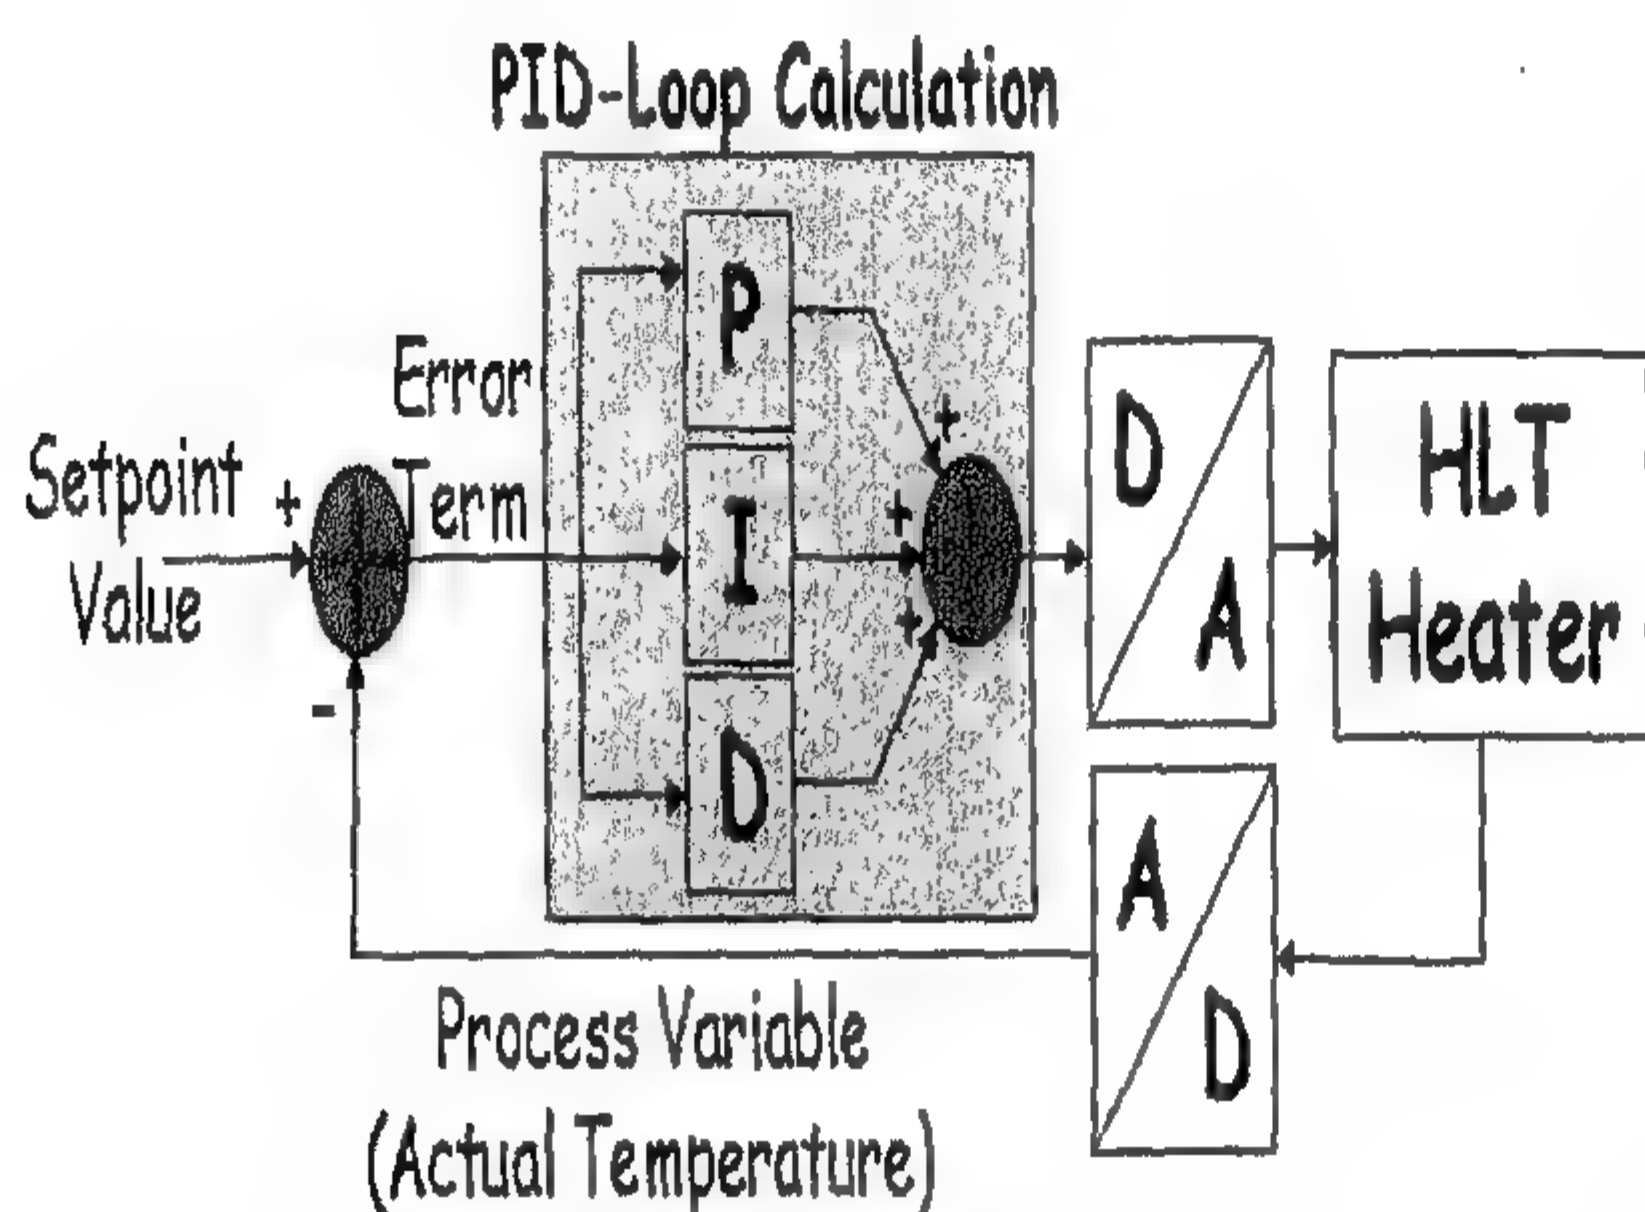 PID-Loop Calculation
P
Error
Term
Setpoint
Value
+
-
I
D
+
+
+
D
A
HLT
Heater
A
D
Process Variable
(Actual Temperature)